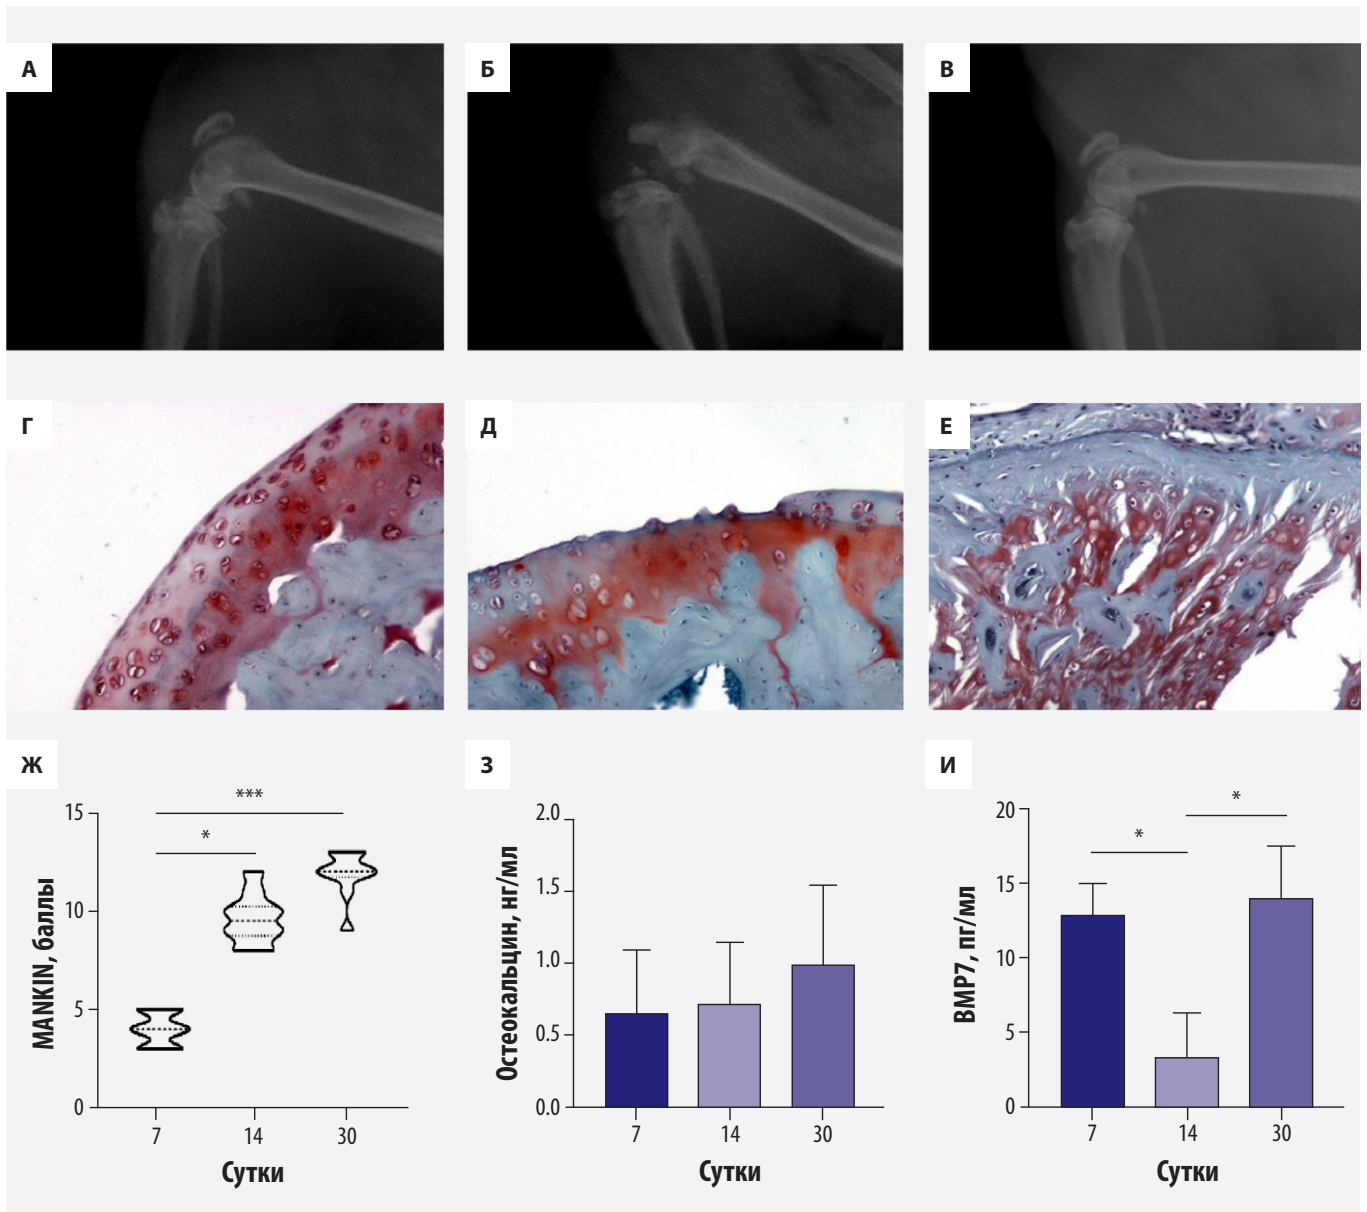 А
Б
В
Г
Д
Е
Ж
MANKIN, баллы
15
10
5
0
***
*
7
14
30
Сутки
З
Остеокальцин, нг/мл
2.0
1.5
1.0
0.5
0.0
7
14
30
Сутки
И
BMP7, пг/мл
20
15
10
5
0
*
*
7
14
30
Сутки